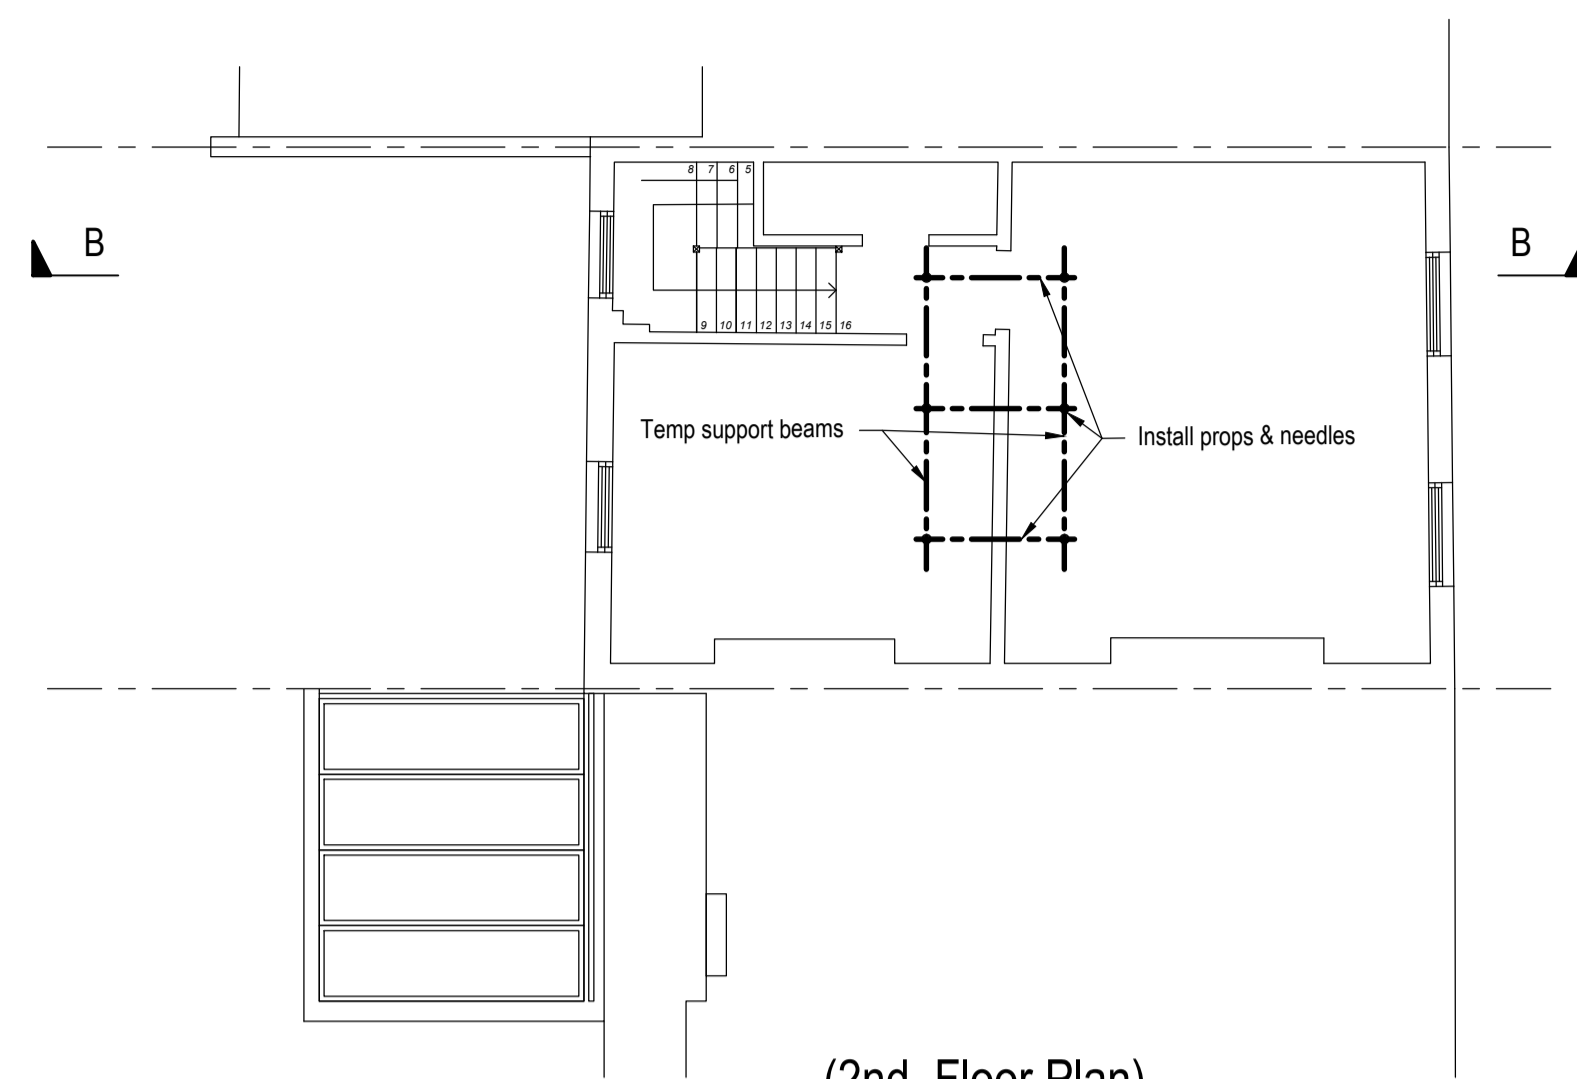 8 7 6 5
B
B
9 10 11 12 13 14 15 16
Temp support beams
Install props & needles
(2nd. Floor Plan)